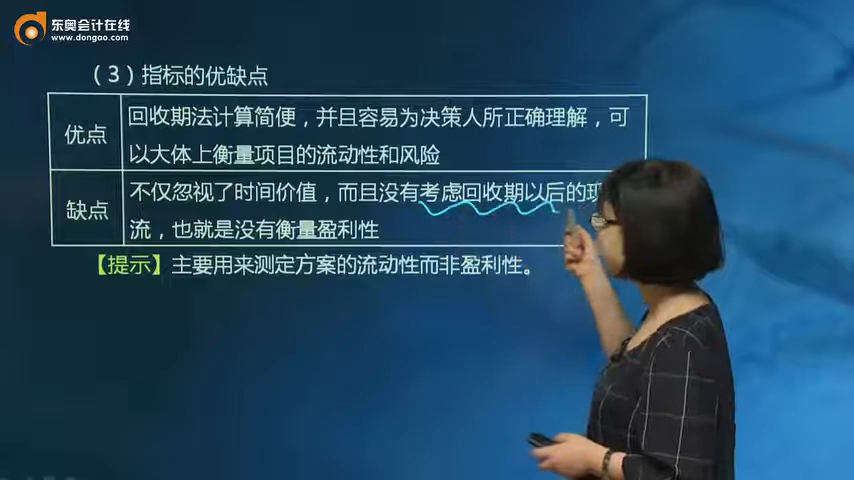 东奥会计在线
www.dongao.com
（3）指标的优缺点
优点
回收期法计算简便，并且容易为决策人所正确理解，可
以大体上衡量项目的流动性和风险
缺点
不仅忽视了时间价值，而且没有考虑回收期以后的现
流，也就是没有衡量盈利性
【提示】主要用来测定方案的流动性而非盈利性。